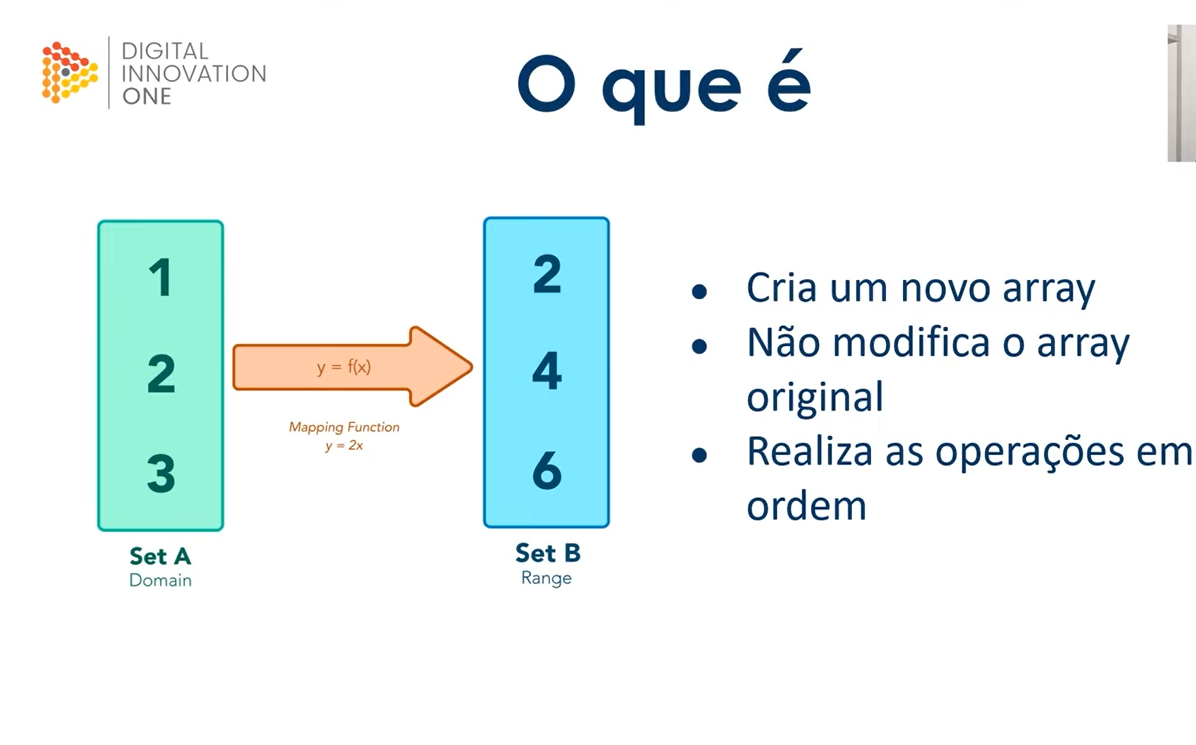 DIGITAL
INNOVATION
ONE
O que é
1
2
3
Set A
Domain
y = f(x)
Mapping Function
y = 2x
2
4
6
Set B
Range
• Cria um novo array
• Não modifica o array
original
• Realiza as operações em
ordem